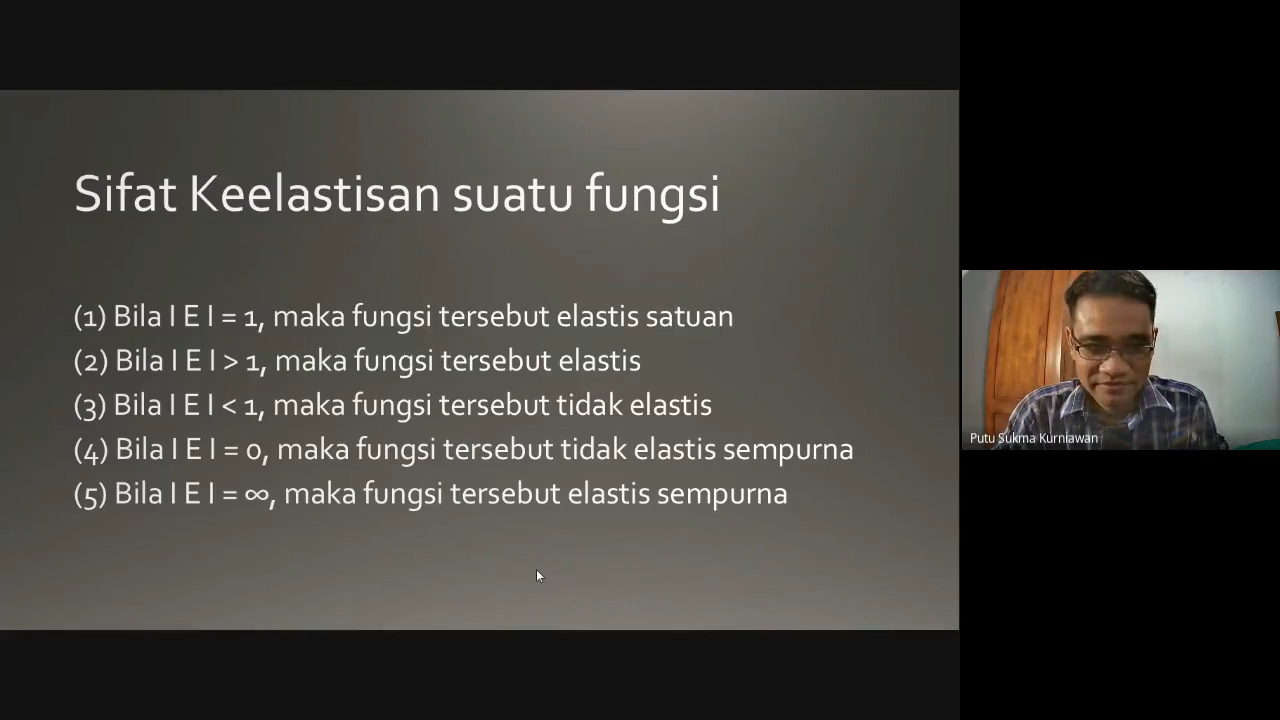 Sifat Keelastisan suatu fungsi
(1) Bila I E I = 1, maka fungsi tersebut elastis satuan
(2) Bila I E I > 1, maka fungsi tersebut elastis
(3) Bila I E I < 1, maka fungsi tersebut tidak elastis
(4) Bila I E I = 0, maka fungsi tersebut tidak elastis sempurna
(5) Bila I E I = ∞, maka fungsi tersebut elastis sempurna
Putu Sukma Kurniawan